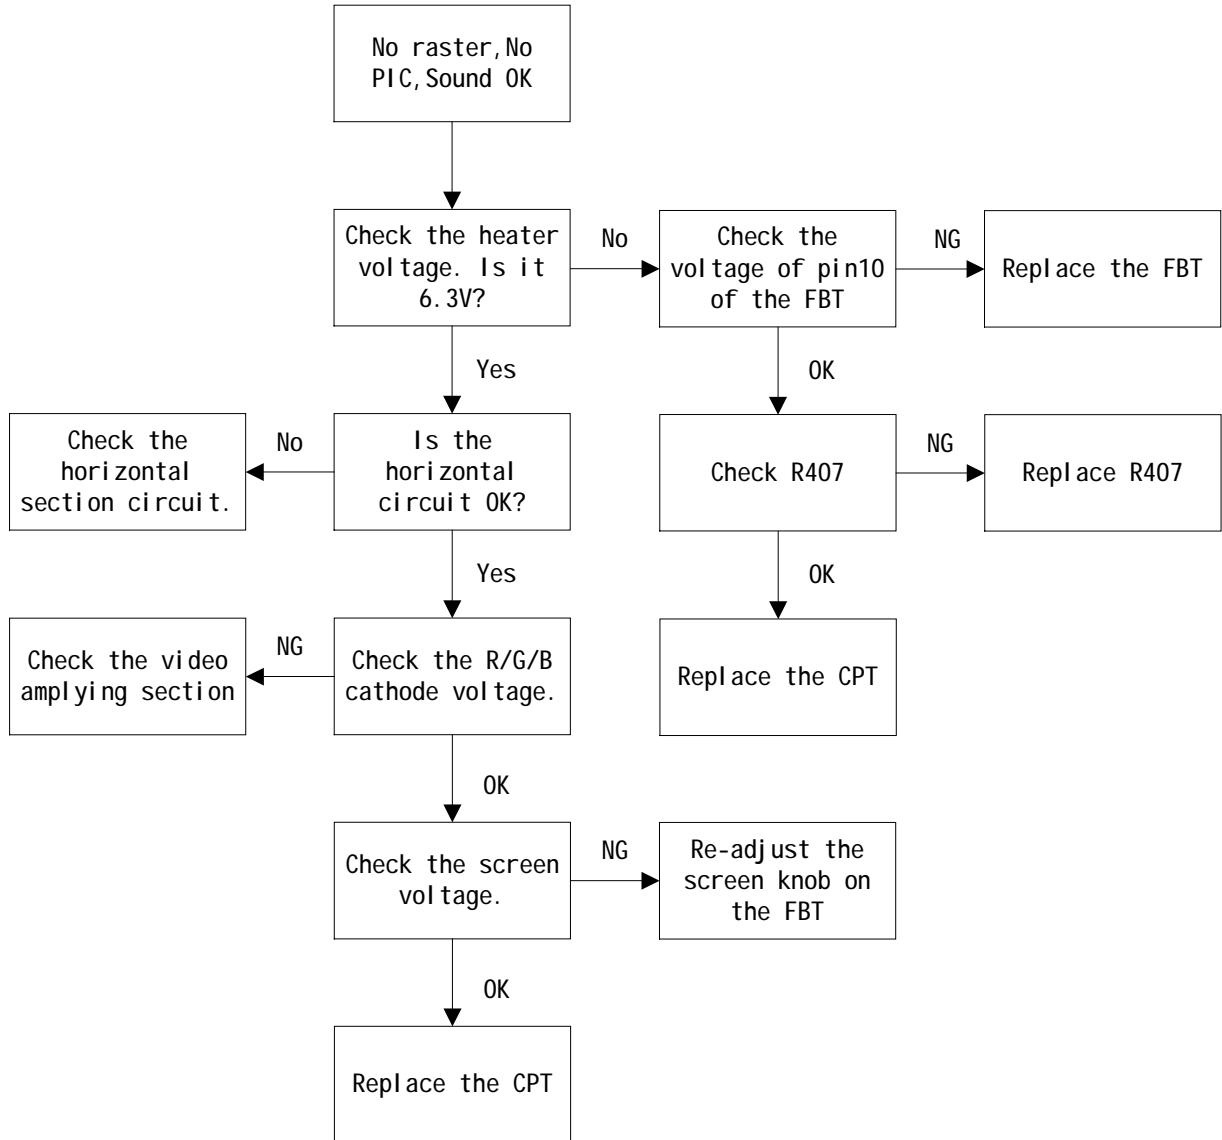 No raster,No
PIC,Sound OK
Check the heater
voltage. Is it
6.3V?
No
Check the
voltage of pin10
of the FBT
NG
Replace the FBT
Yes
OK
Check the
horizontal
section circuit.
No
Is the
horizontal
circuit OK?
Check R407
NG
Replace R407
Yes
OK
Check the video
amplying section
NG
Check the R/G/B
cathode voltage.
Replace the CPT
OK
Check the screen
voltage.
NG
Re-adjust the
screen knob on
the FBT
OK
Replace the CPT